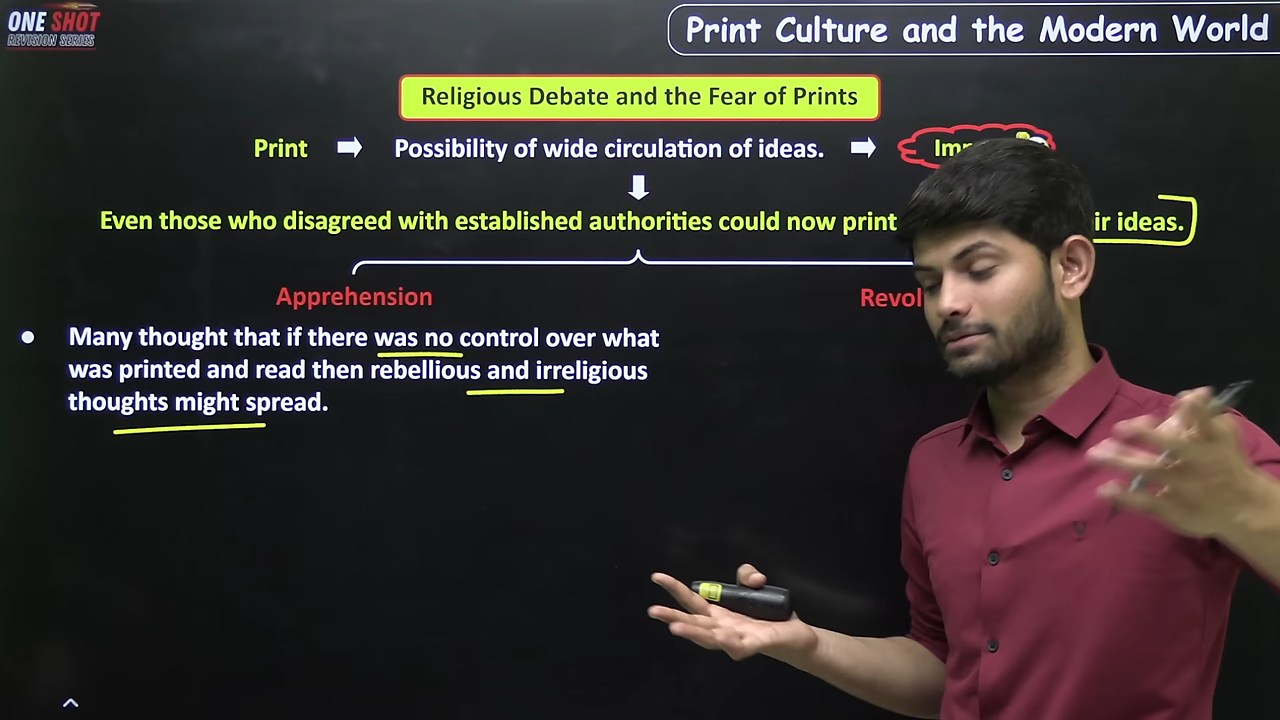 ONE SHOT
REVISION SERIES
Print Culture and the Modern World
Religious Debate and the Fear of Prints
Print Possibility of wide circulation of ideas.
Even those who disagreed with established authorities could now print ideas.
Apprehension
• Many thought that if there was no control over what
was printed and read then rebellious and irreligious
thoughts might spread.